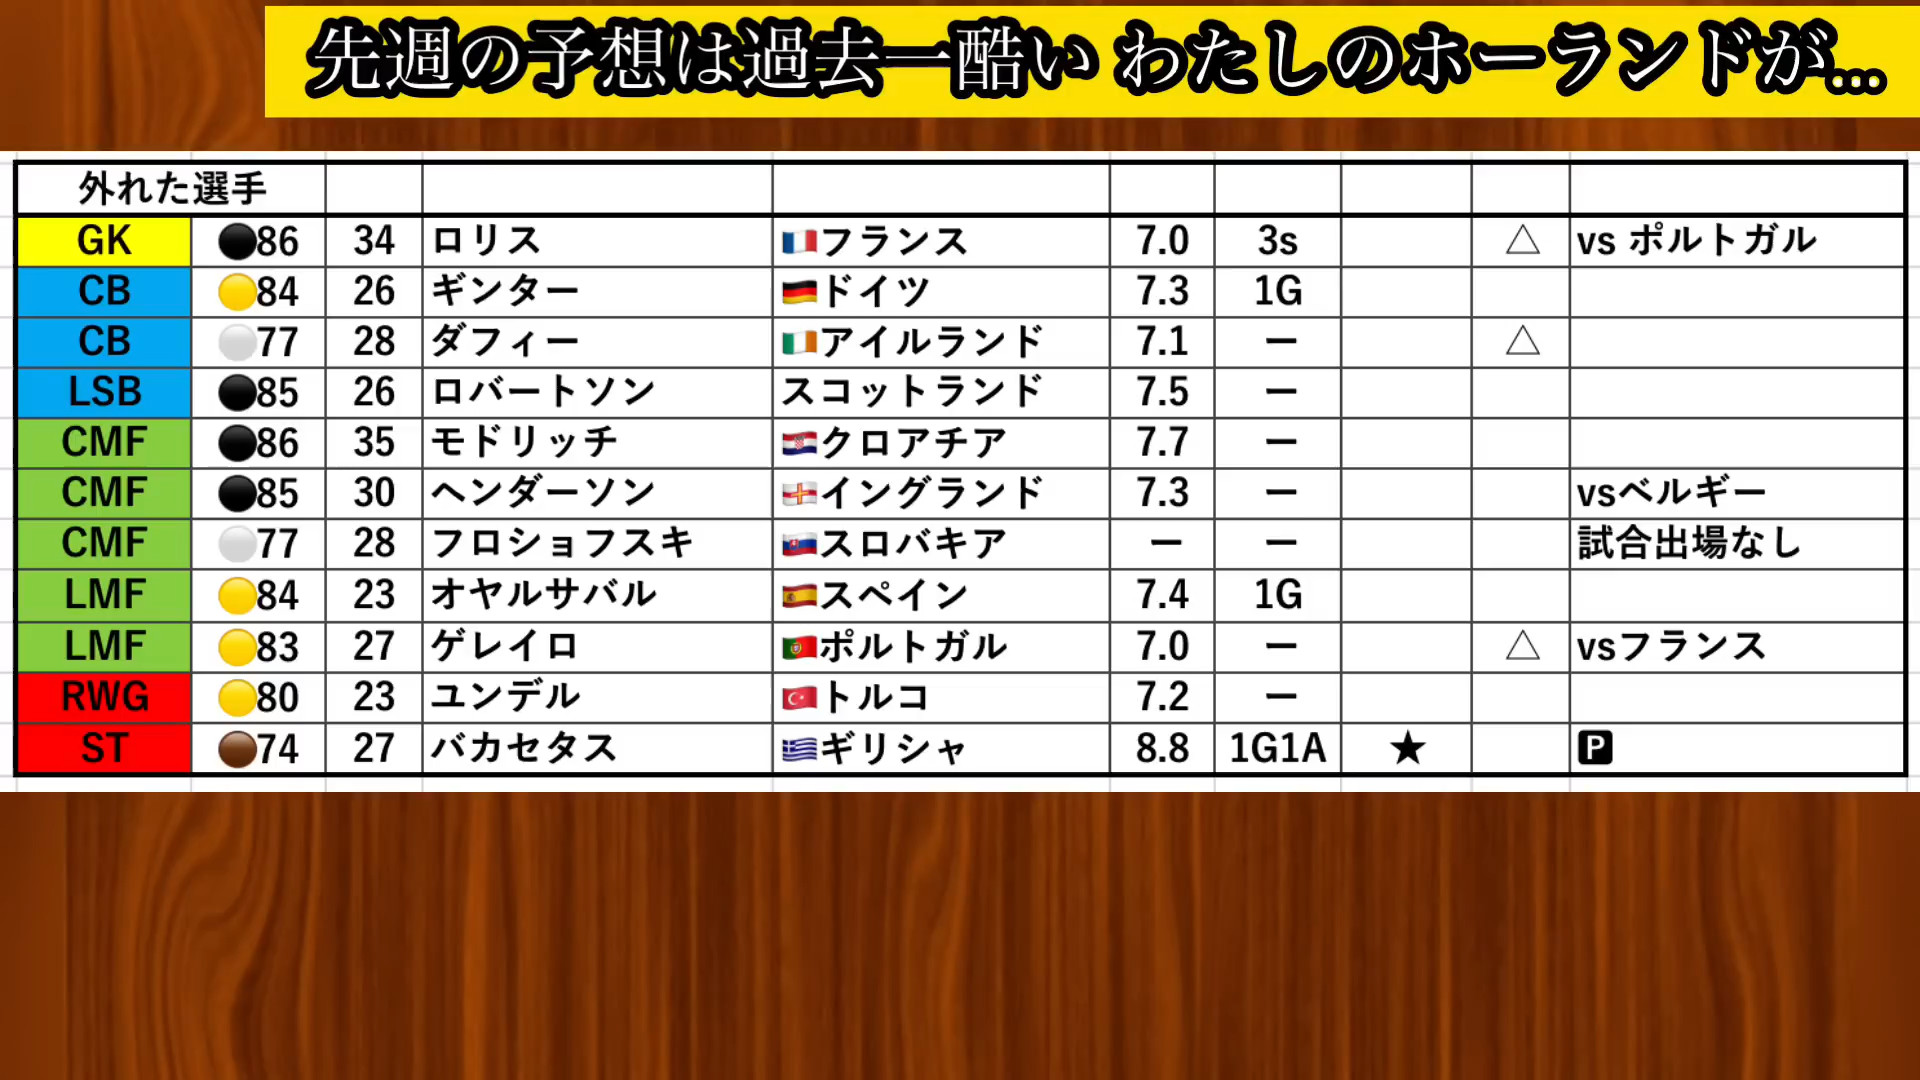 先週の予想は過去一酷い わたしのホーランドが...
外れた選手
GK 86 34 ロリス フランス 7.0 3s △ vs ポルトガル
CB 84 26 ギンター ドイツ 7.3 1G
CB 77 28 ダフィー アイルランド 7.1 ー △
LSB 85 26 ロバートソン スコットランド 7.5 ー
CMF 86 35 モドリッチ クロアチア 7.7 ー
CMF 85 30 ヘンダーソン イングランド 7.3 ー vsベルギー
CMF 77 28 フロショフスキ スロバキア ー ー 試合出場なし
LMF 84 23 オヤルサバル スペイン 7.4 1G
LMF 83 27 ゲレイロ ポルトガル 7.0 ー △ vsフランス
RWG 80 23 ユンデル トルコ 7.2 ー
ST 74 27 バカセタス ギリシャ 8.8 1G1A ★ P